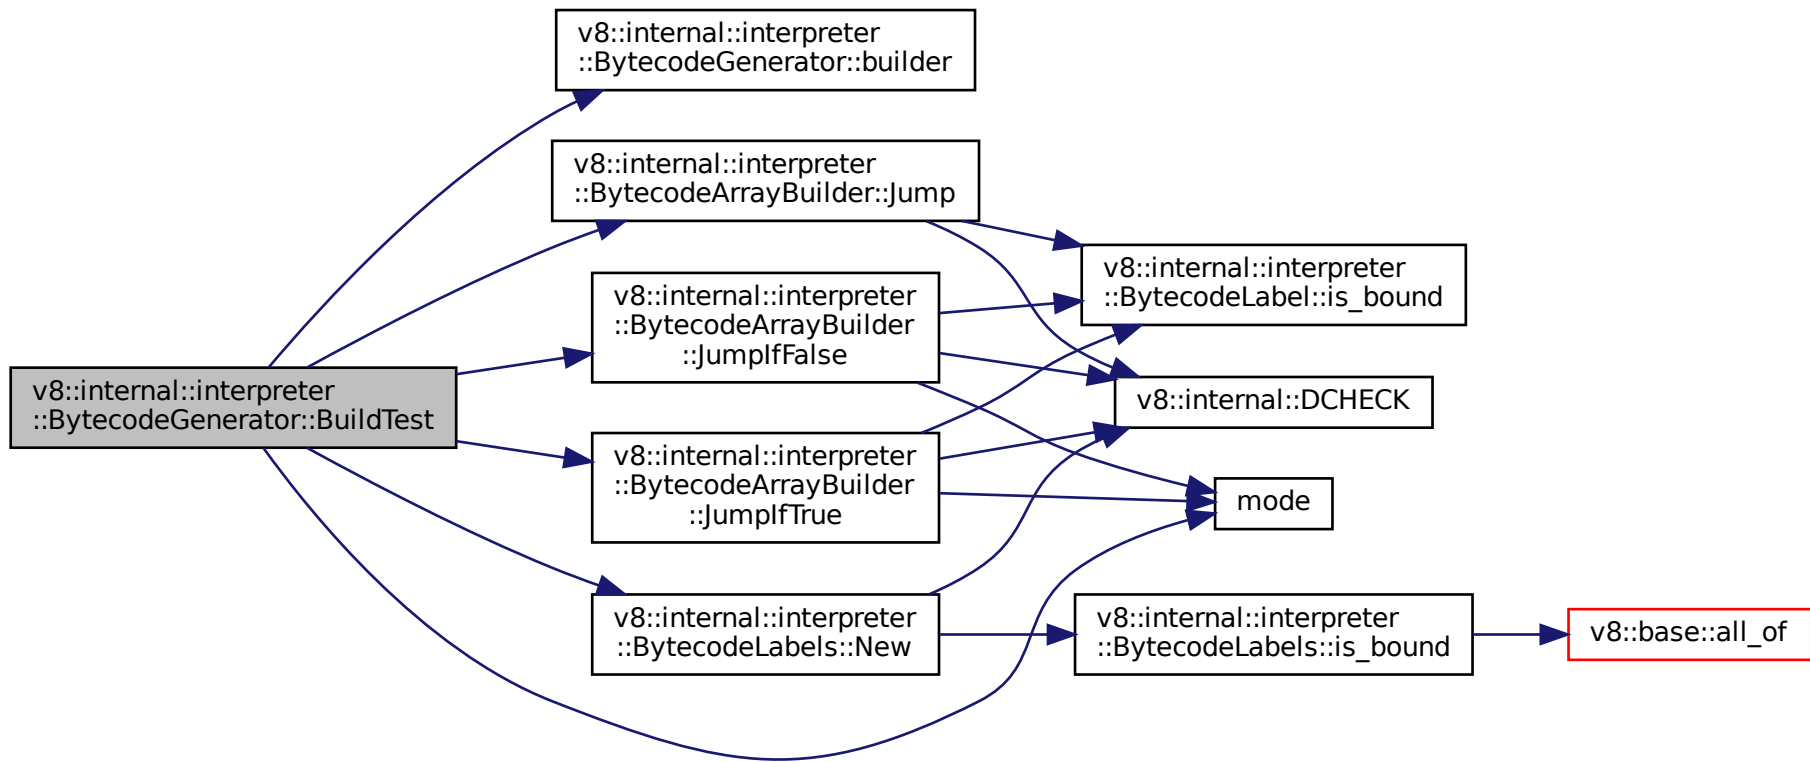 v8::internal::interpreter
::BytecodeGenerator::builder
v8::internal::interpreter
::BytecodeArrayBuilder::Jump
v8::internal::interpreter
::BytecodeLabel::is_bound
v8::internal::interpreter
::BytecodeArrayBuilder
::JumpIfFalse
v8::internal::interpreter
::BytecodeGenerator::BuildTest
v8::internal::DCHECK
v8::internal::interpreter
::BytecodeArrayBuilder
::JumpIfTrue
mode
v8::internal::interpreter
::BytecodeLabels::New
v8::internal::interpreter
::BytecodeLabels::is_bound
v8::base::all_of